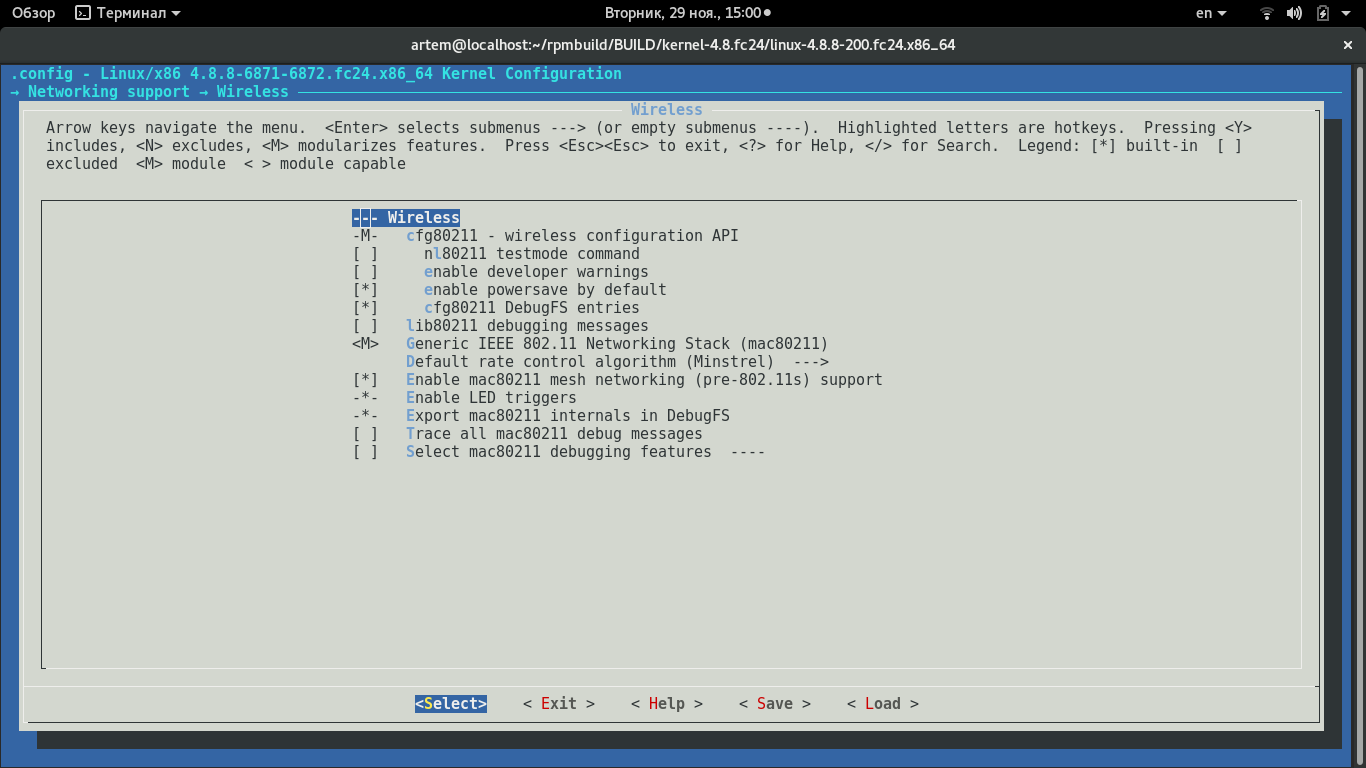 Обзор Терминал Вторник, 29 ноя., 15:00 en
artem@localhost:~/rpmbuild/BUILD/kernel-4.8.fc24/linux-4.8.8-200.fc24.x86_64 ×
.config - Linux/x86 4.8.8-6871-6872.fc24.x86_64 Kernel Configuration
→ Networking support → Wireless
Wireless
Arrow keys navigate the menu.  <Enter> selects submenus ---> (or empty submenus ----).  Highlighted letters are hotkeys.  Pressing <Y>
includes, <N> excludes, <M> modularizes features.  Press <Esc><Esc> to exit, <?> for Help, </> for Search.  Legend: [*] built-in  [ ]
excluded  <M> module  < > module capable
--- Wireless
-M-   cfg80211 - wireless configuration API
[ ]     nl80211 testmode command
[ ]     enable developer warnings
[*]     enable powersave by default
[*]     cfg80211 DebugFS entries
[ ]   lib80211 debugging messages
<M>   Generic IEEE 802.11 Networking Stack (mac80211)
Default rate control algorithm (Minstrel)  --->
[*]   Enable mac80211 mesh networking (pre-802.11s) support
-*-   Enable LED triggers
-*-   Export mac80211 internals in DebugFS
[ ]   Trace all mac80211 debug messages
[ ]   Select mac80211 debugging features  ----
<Select>    < Exit >    < Help >    < Save >    < Load >